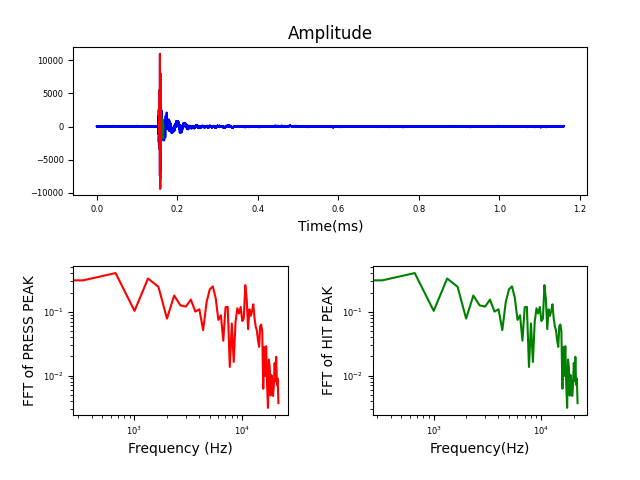 Amplitude
10000
5000
0
−5000
−10000
0.0 0.2 0.4 0.6 0.8 1.0 1.2
Time(ms)
FFT of PRESS PEAK
10⁻¹
10⁻²
10³ 10⁴
Frequency (Hz)
FFT of HIT PEAK
10⁻¹
10⁻²
10³ 10⁴
Frequency(Hz)